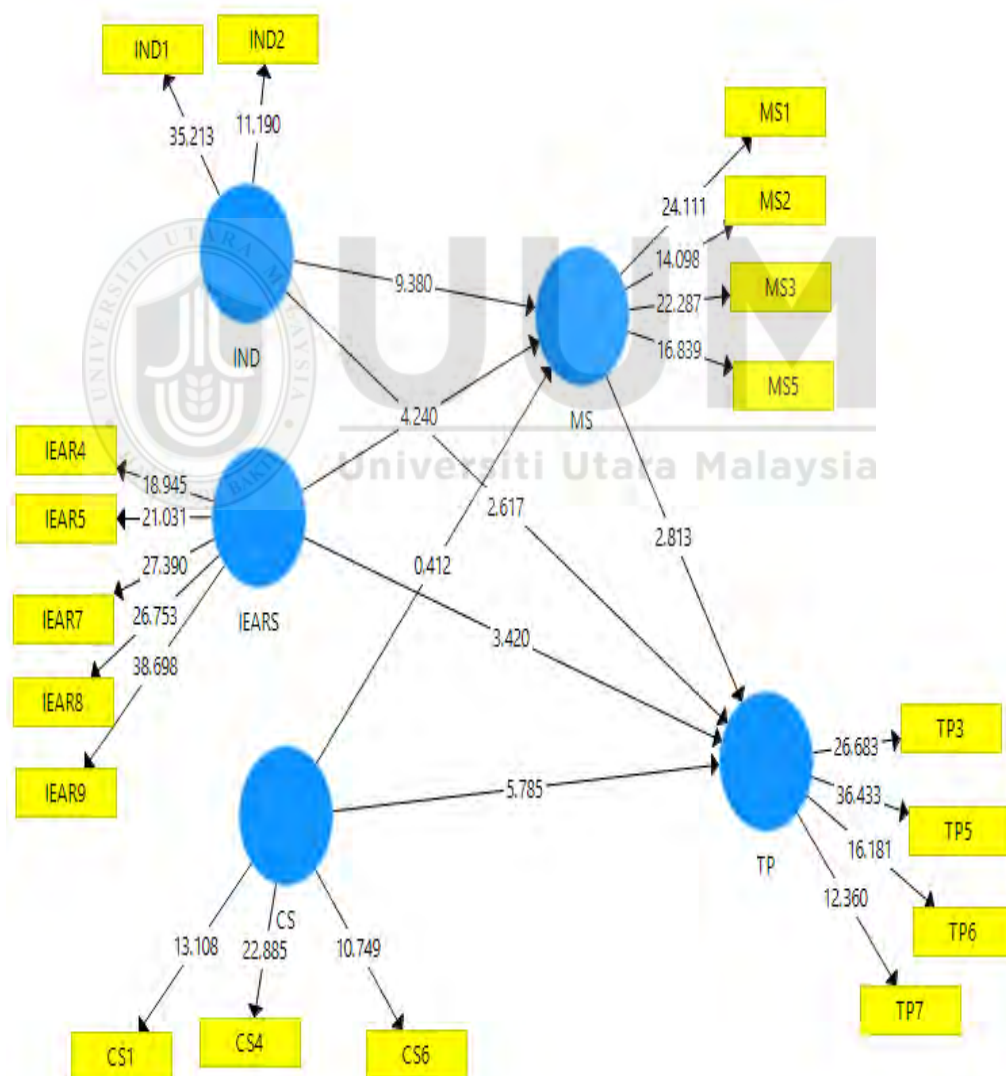 IND1
IND2
35.213
11.190
IND
MS1
MS2
MS3
MS5
24.111
14.098
22.287
16.839
MS
9.380
4.240
2.617
0.412
2.813
3.420
5.785
IEAR4
IEAR5
IEAR7
IEAR8
IEAR9
18.945
21.031
27.390
26.753
38.698
IEARS
CS
13.108
22.885
10.749
CS1
CS4
CS6
TP
26.683
36.433
16.181
12.360
TP3
TP5
TP6
TP7
UUM
Universiti Utara Malaysia
UNIVERSITI UTARA MALAYSIA